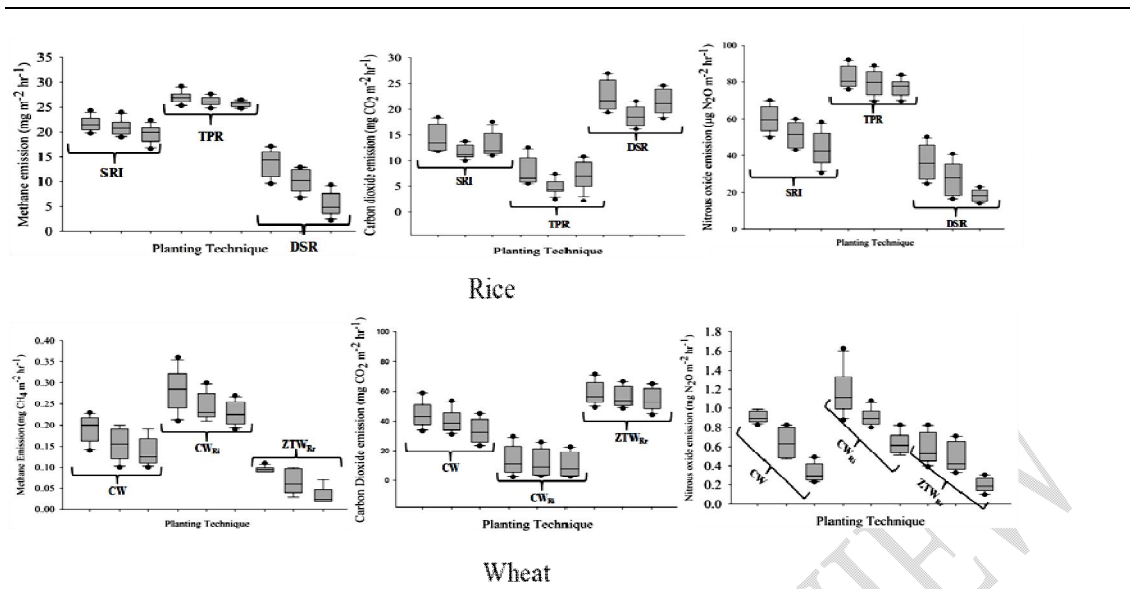 Methane emission (mg m-2 hr-1)
35
30
25
20
15
10
5
0
SRI
TPR
DSR
Planting Technique
Carbon dioxide emission (mg CO2 m-2 hr-1)
30
25
20
15
10
5
0
SRI
TPR
DSR
Planting Technique
Nitrous oxide emission (µg N2O m-2 hr-1)
100
80
60
40
20
0
SRI
TPR
DSR
Planting Technique
Rice
Methane Emission (mg CH4 m-2 hr-1)
0.40
0.35
0.30
0.25
0.20
0.15
0.10
0.05
0.00
CW
CWRi
ZTWRr
Planting Technique
Carbon Dioxide emission (mg CO2 m-2 hr-1)
100
80
60
40
20
0
CW
CWRi
ZTWRr
Planting Technique
Nitrous oxide emission (mg N2O m-2 hr-1)
1.8
1.6
1.4
1.2
1.0
0.8
0.6
0.4
0.2
0.0
CW
CWRi
ZTWRr
Planting Technique
Wheat